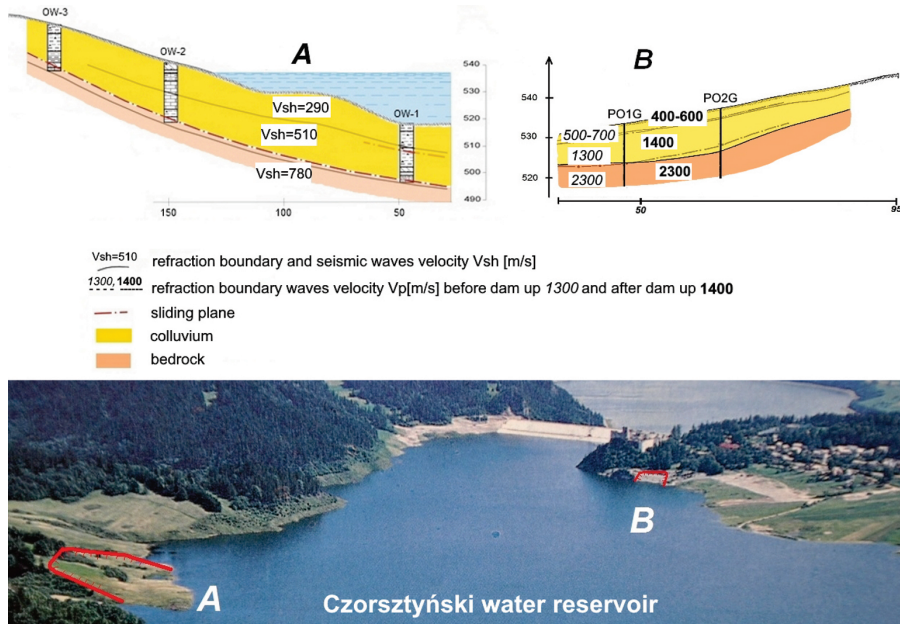 OW-3
A
OW-2
540
530
520
510
500
490
Vsh=290
OW-1
Vsh=510
Vsh=780
150
100
50
B
540
530
520
PO1G
PO2G
400-600
500-700
1400
1300
2300
2300
50
95
Vsh=510
refraction boundary and seismic waves velocity Vsh [m/s]
1300, 1400
refraction boundary waves velocity Vp[m/s] before dam up 1300 and after dam up 1400
sliding plane
colluvium
bedrock
B
A
Czorsztyński water reservoir